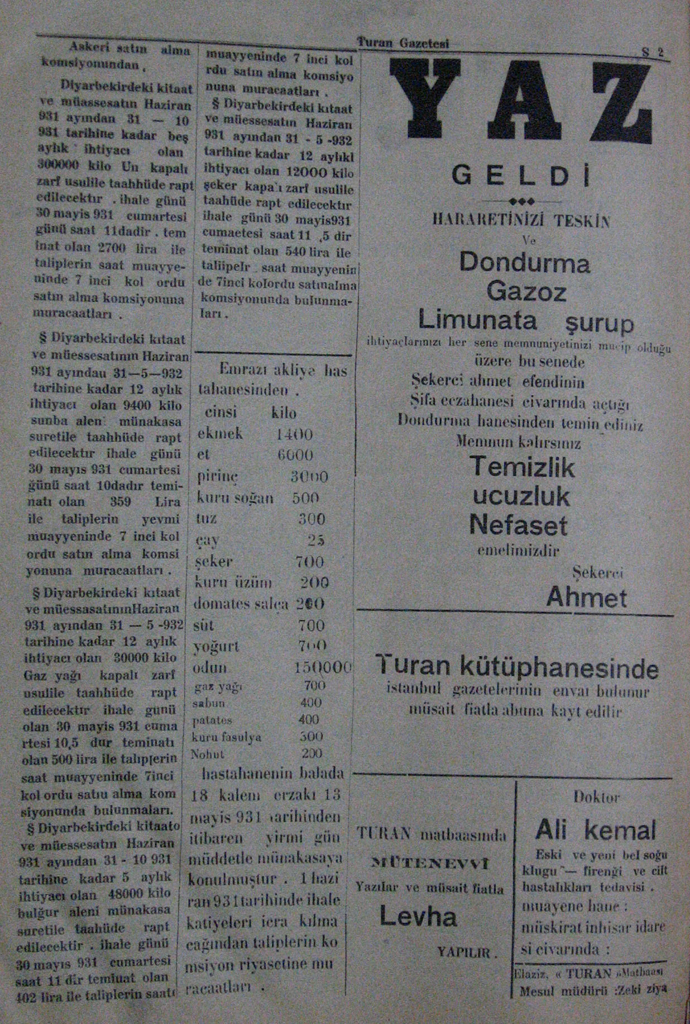 Turan Gazetesi
S 2
Askeri satın alma
komsiyonundan,
Diyarbekirdeki kitaat
ve müassesatın Haziran
931 ayından 31 — 10
931 tarihine kadar beş
aylık ihtiyacı olan
300000 kilo Un kapalı
zarf usulile taahhüde rapt
edilecektir . ihale günü
30 mayis 931 cumartesi
günü saat 11dadir . tem
inat olan 2700 lira ile
taliplerin saat muayye-
ninde 7 inci kol ordu
satın alma komsiyonuna
muracaatları .
§ Diyarbekirdeki kıtaat
ve müessesatının Haziran
931 ayından 31—5—932
tarihine kadar 12 aylık
ihtiyacı olan 9400 kilo
sunba alenı münakasa
suretile taahhüde rapt
edilecektir ihale günü
30 mayıs 931 cumartesi
ğünü saat 10dadır temi-
natı olan 359 Lira
ile taliplerin yevmi
muayyeninde 7 inci kol
ordu satın alma komsi
yonuna muracaatları .
§ Diyarbekirdeki kıtaat
ve müessasatınınHaziran
931 ayından 31 — 5 -932
tarihine kadar 12 aylık
ihtiyacı olan 30000 kilo
Gaz yağı kapalı zarf
usulile taahhüde rapt
edilecektır ihale gunü
olan 30 mayis 931 cuma
rtesi 10,5 dur teminatı
olan 500 lira ile talıplerin
saat muayyeninde 7inci
kol ordu satın alma kom
siyonunda bulunmaları.
§ Diyarbekirdeki kitaato
ve müessesatın Haziran
931 ayından 31 - 10 931
tarihine kadar 5 aylık
ihtiyacı olan 48000 kilo
bulğur aleni münakasa
suretile taahhüde rapt
edilecektir . ihale günü
30 mayıs 931 cumartesi
saat 11 dir teminat olan
402 lira ile taliplerin saatı
muayyeninde 7 inci kol
rdu satın alma komsiyo
nuna muracaatları .
§ Diyarbekirdeki kıtaat
ve müessesatın Haziran
931 ayından 31 - 5 -932
tarihine kadar 12 aylıki
ihtiyacı olan 12000 kilo
şeker kapalı zarf usulile
taahüde rapt edilecektir
ihale günü 30 mayis931
cumaetesi saat 11 ,5 dir
teminat olan 540 lira ile
taliipelr saat muayyenin
de 7inci kolordu satınalma
komsiyonunda bulunma-
ları .
Emrazı akliye has
tahanesinden .
cinsi kilo
ekmek 1400
et 6000
pirinç 3000
kuru soğan 500
tuz 300
çay 25
şeker 700
kuru üzüm 200
domates salça 200
süt 700
yoğurt 700
odun 150000
gaz yağı 700
sabun 400
patates 400
kuru fasulya 300
Nohut 200
hastahanenin balada
18 kalem erzakı 13
mayis 931 tarihinden
itibaren yirmi gün
müddetle münakasaya
konulmuştur . 1hazi
ran931tarihinde ihale
katiyeleri icra kılına
cağından taliplerin ko
msiyon riyasetine mu
racaatları .
YAZ
GELDİ
HARARETİNİZİ TESKİN
Ve
Dondurma
Gazoz
Limunata şurup
ihtiyaçlarınızı her sene memnuniyetinizi mucip olduğu
üzere bu senede
Şekerci ahmet efendinin
Şifa eczahanesi civarında açtığı
Dondurma hanesinden temin ediniz
Memnun kalırsınız
Temizlik
ucuzluk
Nefaset
emelimizdir
Şekerci
Ahmet
Turan kütüphanesinde
istanbul gazetelerinin envaı bulunur
müsait fiatla abuna kayt edilir
TURAN matbaasında
MÜTENEVVİ
Yazılar ve müsait fiatla
Levha
YAPILIR .
Doktor
Ali kemal
Eski ve yeni bel soğu
klugu — firenği ve cilt
hastalıkları tedavisi .
muayene hane :
müskirat inhisar idare
si civarında :
Elaziz, « TURAN »Matbaası
Mesul müdürü :Zeki ziya